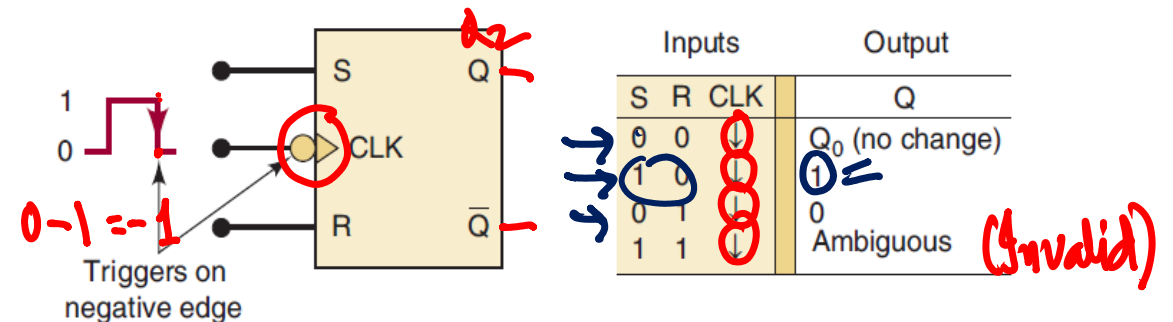 S Q
1
0
CLK
R Q̅
0-1=-1
Triggers on
negative edge
Inputs Output
S R CLK Q
0 0 ↓ Q₀ (no change)
1 0 ↓ 1
0 1 ↓ 0
1 1 ↓ Ambiguous
(Invalid)